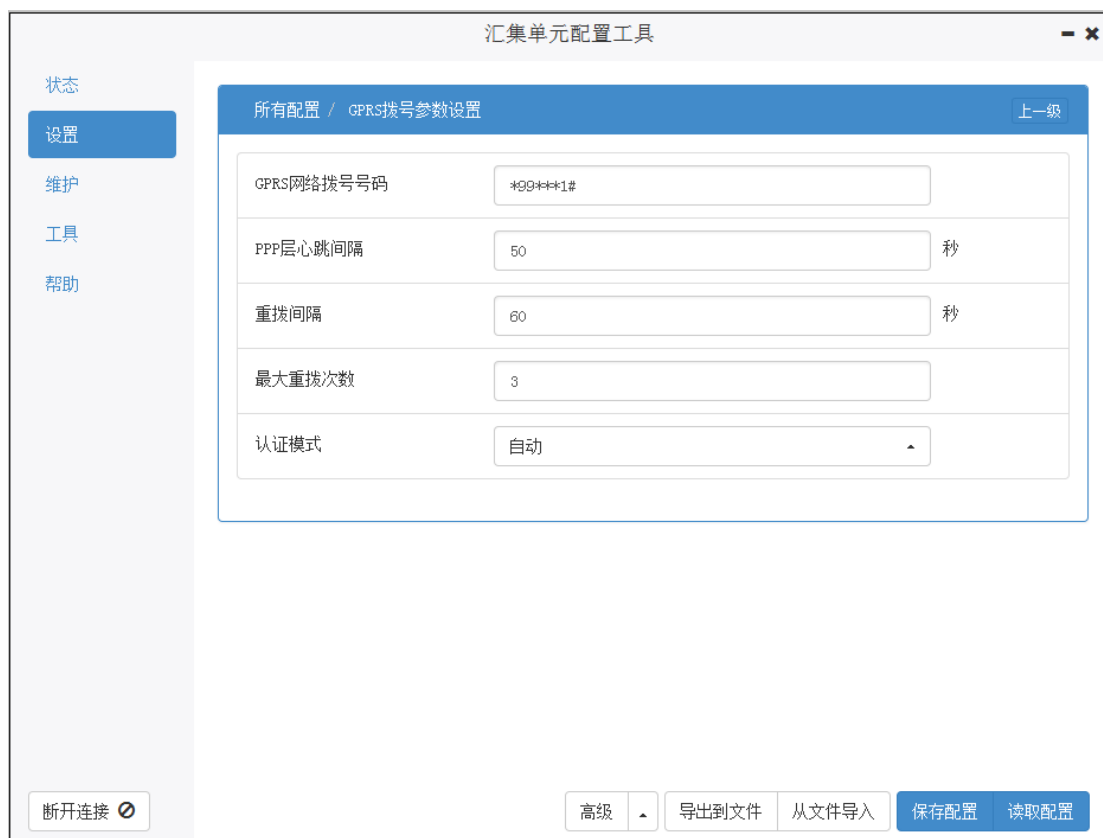 汇集单元配置工具
状态
设置
维护
工具
帮助
所有配置 / GPRS拨号参数设置 上一级
GPRS网络拨号号码 *99***1#
PPP层心跳间隔 50 秒
重拨间隔 60 秒
最大重拨次数 3
认证模式 自动
断开连接 高级 导出到文件 从文件导入 保存配置 读取配置